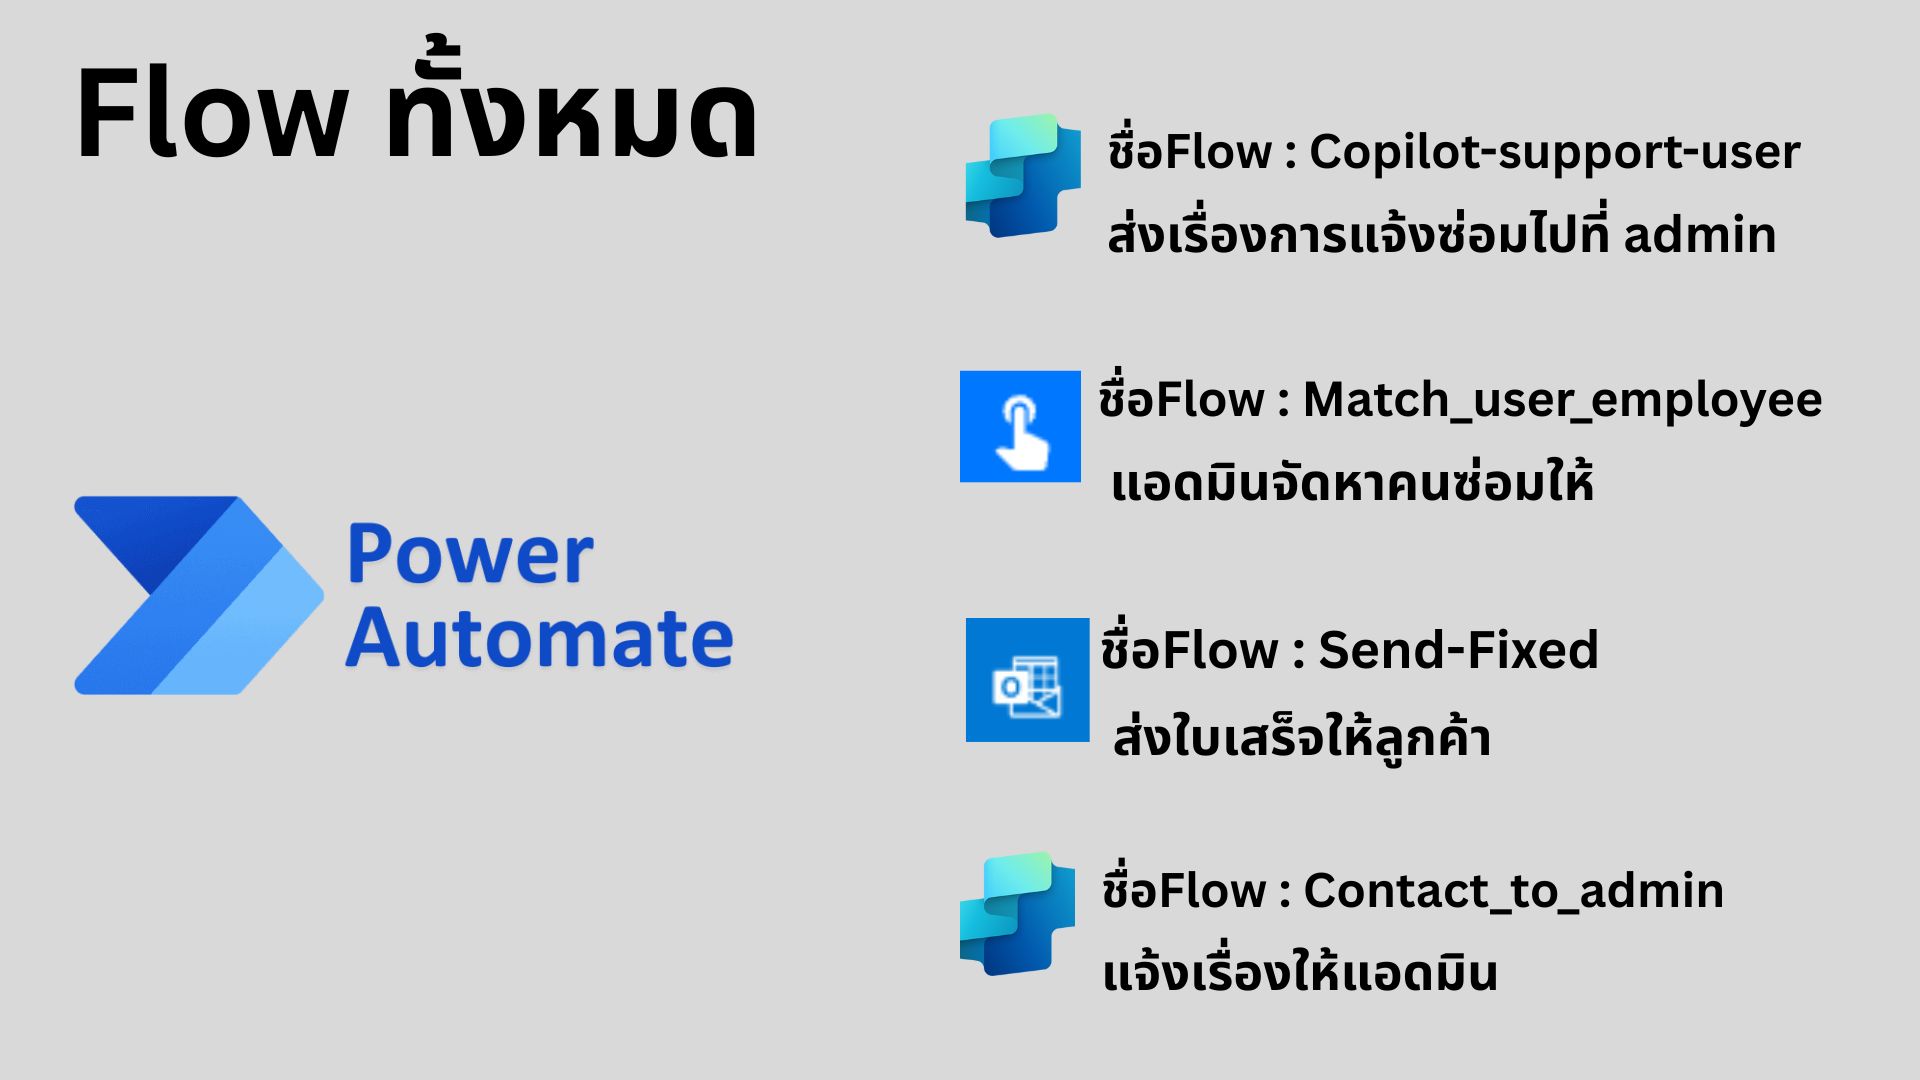 Flow ทั้งหมด
Power
Automate
ชื่อFlow : Copilot-support-user
ส่งเรื่องการแจ้งซ่อมไปที่ admin
ชื่อFlow : Match_user_employee
แอดมินจัดหาคนซ่อมให้
ชื่อFlow : Send-Fixed
ส่งใบเสร็จให้ลูกค้า
ชื่อFlow : Contact_to_admin
แจ้งเรื่องให้แอดมิน